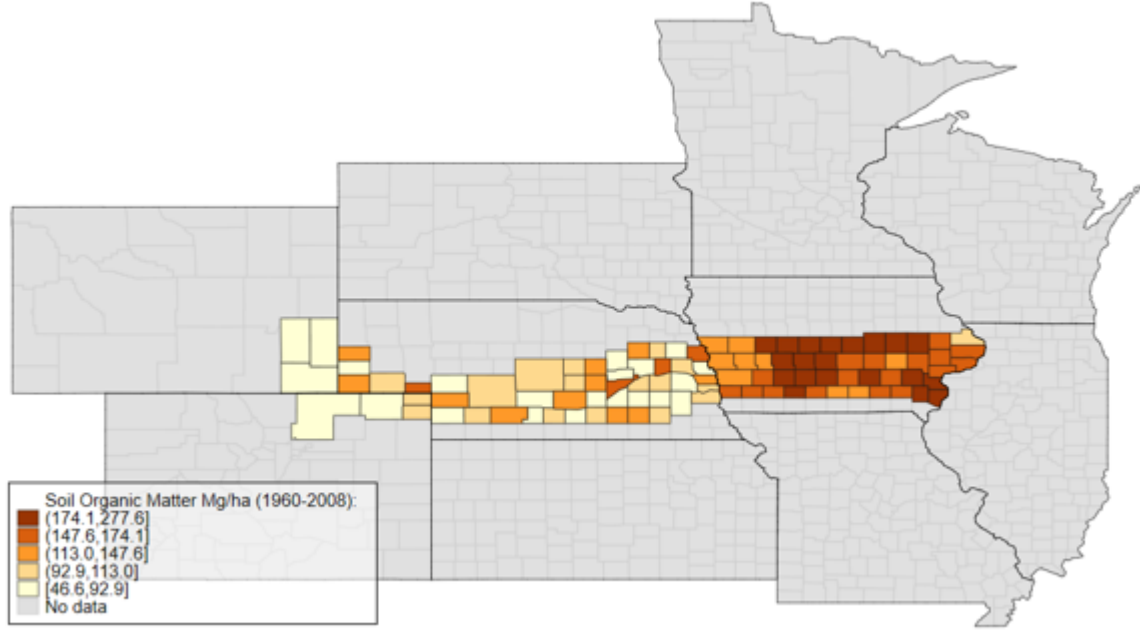 Soil Organic Matter Mg/ha (1960-2008):
(174.1,277.6]
(147.6,174.1]
(113.0,147.6]
(92.9,113.0]
[46.6,92.9]
No data